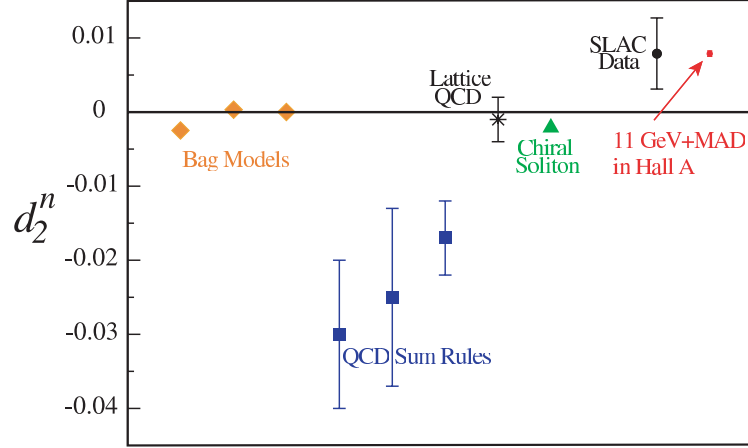 0.01
0
-0.01
-0.02
-0.03
-0.04
d₂ⁿ
SLAC
Data
Lattice
QCD
Bag Models
Chiral
Soliton
11 GeV+MAD
in Hall A
QCD Sum Rules